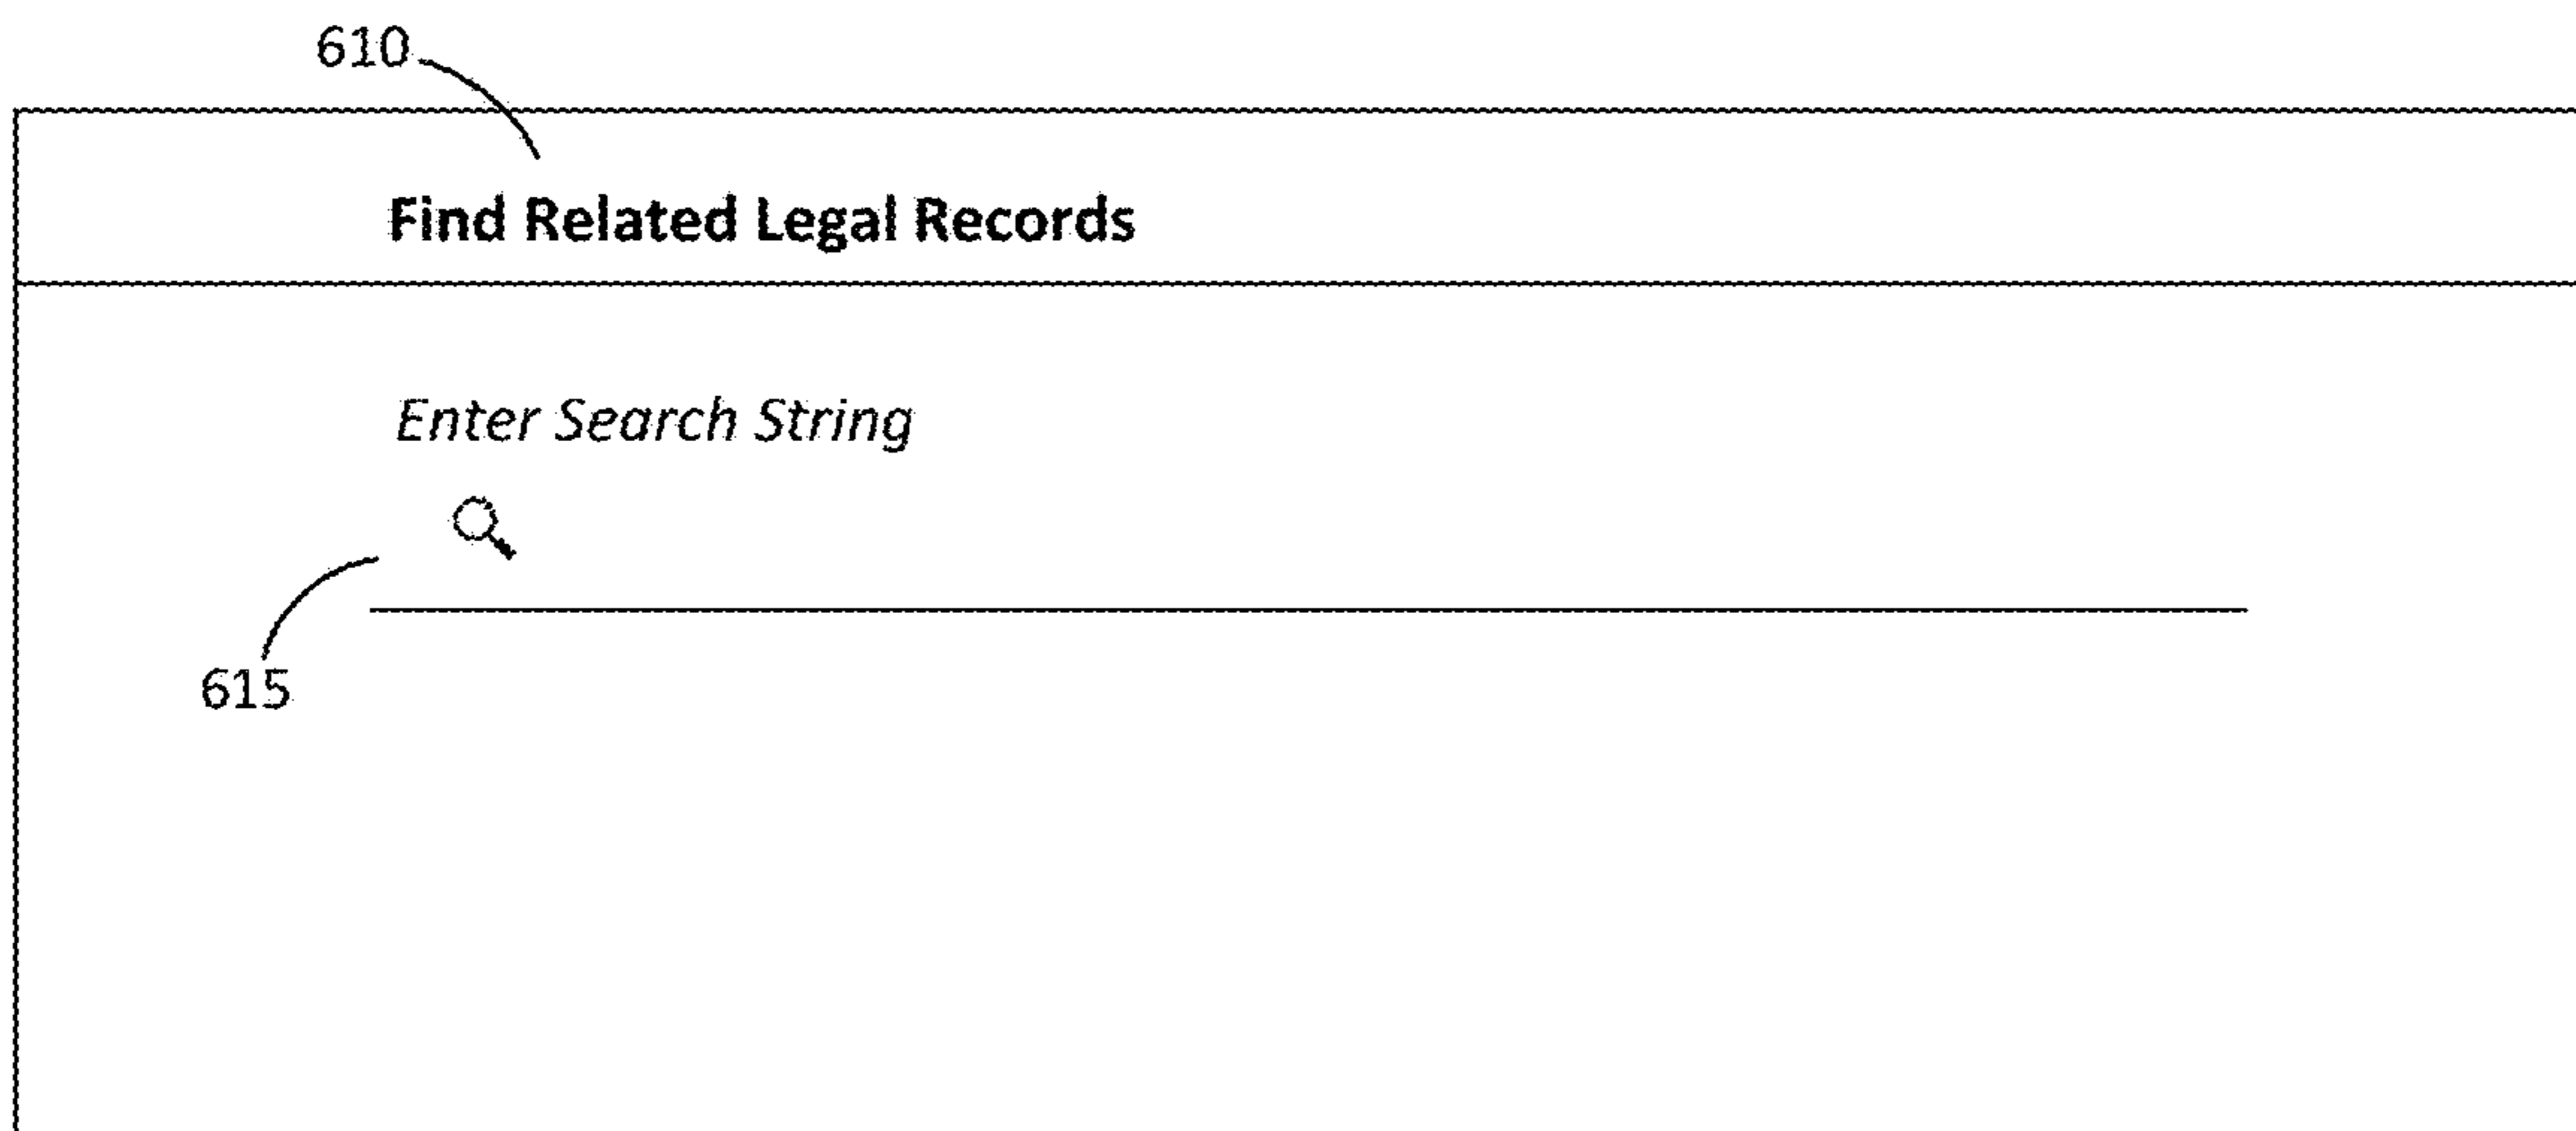 610
Find Related Legal Records
Enter Search String
615